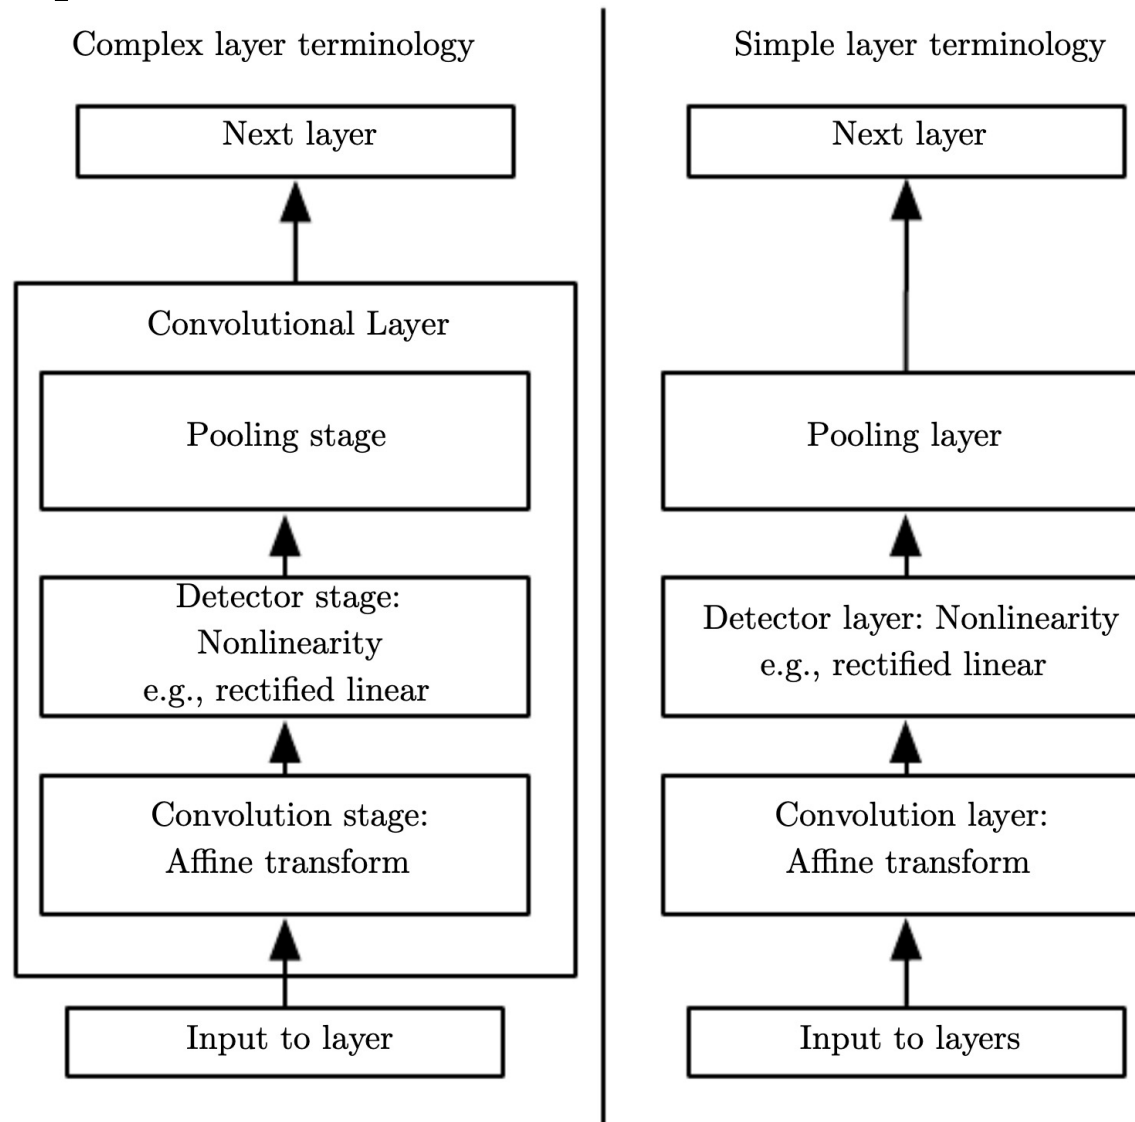 Complex layer terminology
Next layer
Convolutional Layer
Pooling stage
Detector stage:
Nonlinearity
e.g., rectified linear
Convolution stage:
Affine transform
Input to layer
Simple layer terminology
Next layer
Pooling layer
Detector layer: Nonlinearity
e.g., rectified linear
Convolution layer:
Affine transform
Input to layers